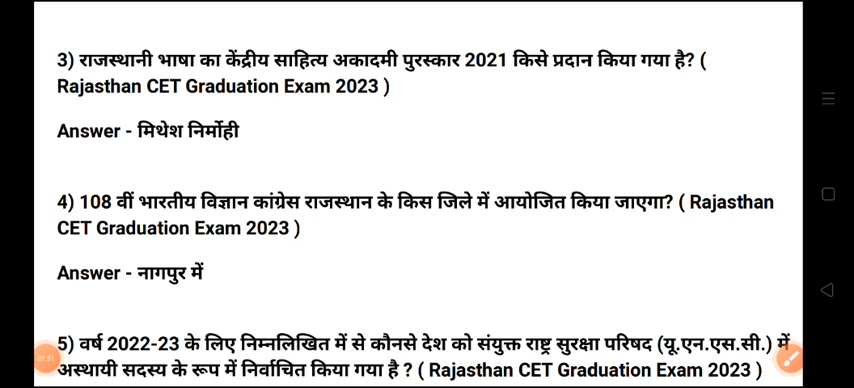 3) राजस्थानी भाषा का केंद्रीय साहित्य अकादमी पुरस्कार 2021 किसे प्रदान किया गया है? (
Rajasthan CET Graduation Exam 2023 )
Answer - मिथेश निर्मोही
4) 108 वीं भारतीय विज्ञान कांग्रेस राजस्थान के किस जिले में आयोजित किया जाएगा? ( Rajasthan
CET Graduation Exam 2023 )
Answer - नागपुर में
5) वर्ष 2022-23 के लिए निम्नलिखित में से कौनसे देश को संयुक्त राष्ट्र सुरक्षा परिषद (यू.एन.एस.सी.) में
01:51
अस्थायी सदस्य के रूप में निर्वाचित किया गया है ? ( Rajasthan CET Graduation Exam 2023 )